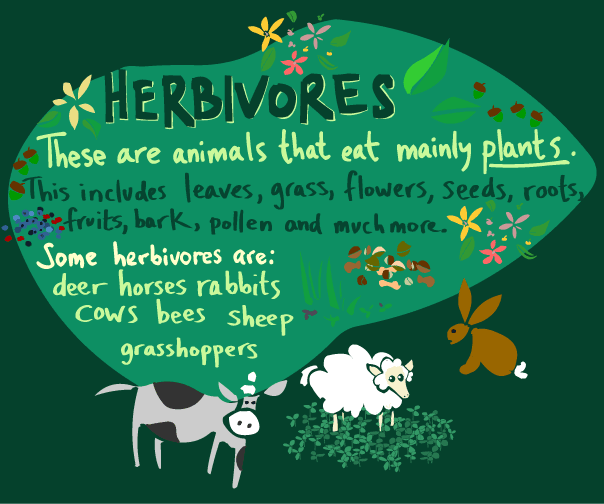 HERBIVORES
These are animals that eat mainly plants.
This includes leaves, grass, flowers, seeds, roots,
fruits, bark, pollen and much more.
Some herbivores are:
deer horses rabbits
cows bees sheep
grasshoppers